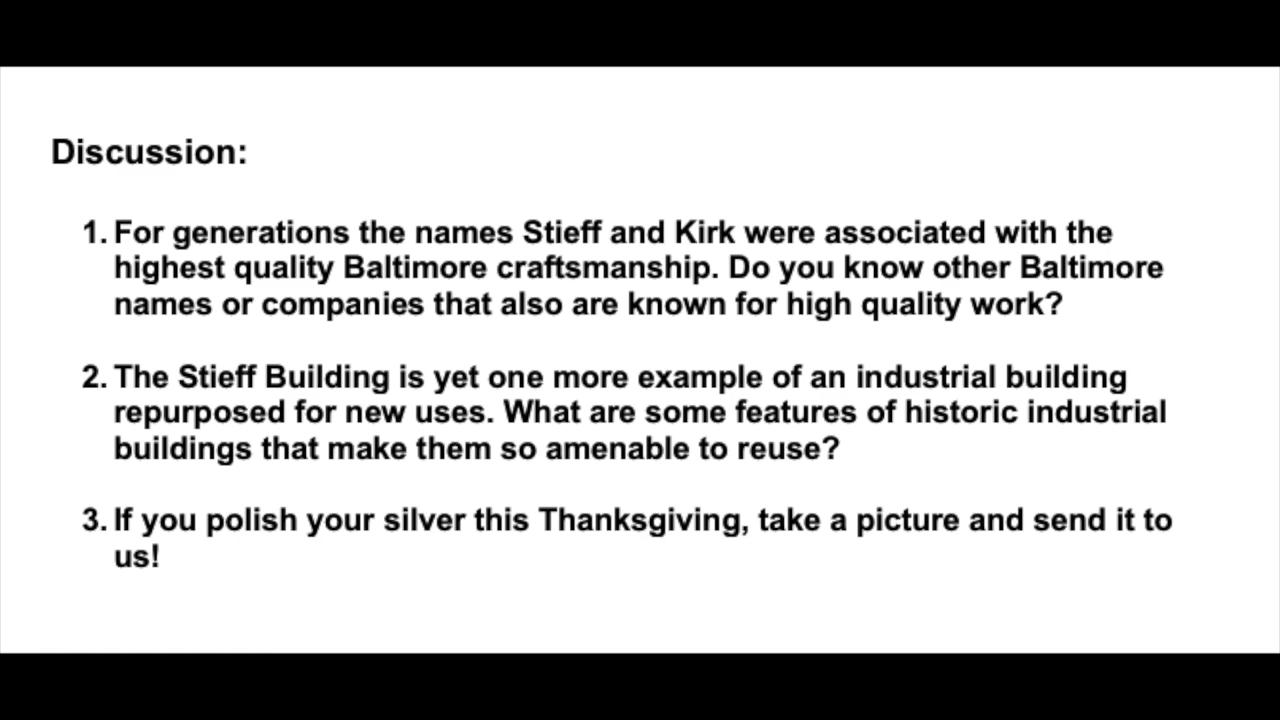 Discussion:
1. For generations the names Stieff and Kirk were associated with the
highest quality Baltimore craftsmanship. Do you know other Baltimore
names or companies that also are known for high quality work?
2. The Stieff Building is yet one more example of an industrial building
repurposed for new uses. What are some features of historic industrial
buildings that make them so amenable to reuse?
3. If you polish your silver this Thanksgiving, take a picture and send it to
us!